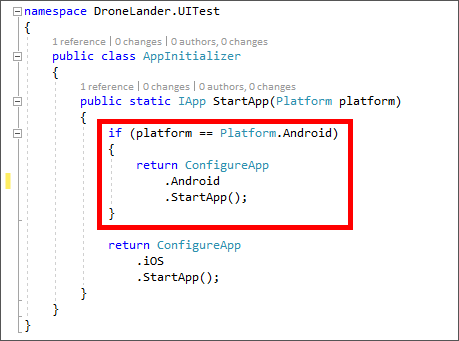 namespace DroneLander.UITest
{
1 reference | 0 changes | 0 authors, 0 changes
public class AppInitializer
{
1 reference | 0 changes | 0 authors, 0 changes
public static IApp StartApp(Platform platform)
{
if (platform == Platform.Android)
{
return ConfigureApp
.Android
.StartApp();
}
return ConfigureApp
.iOS
.StartApp();
}
}
}